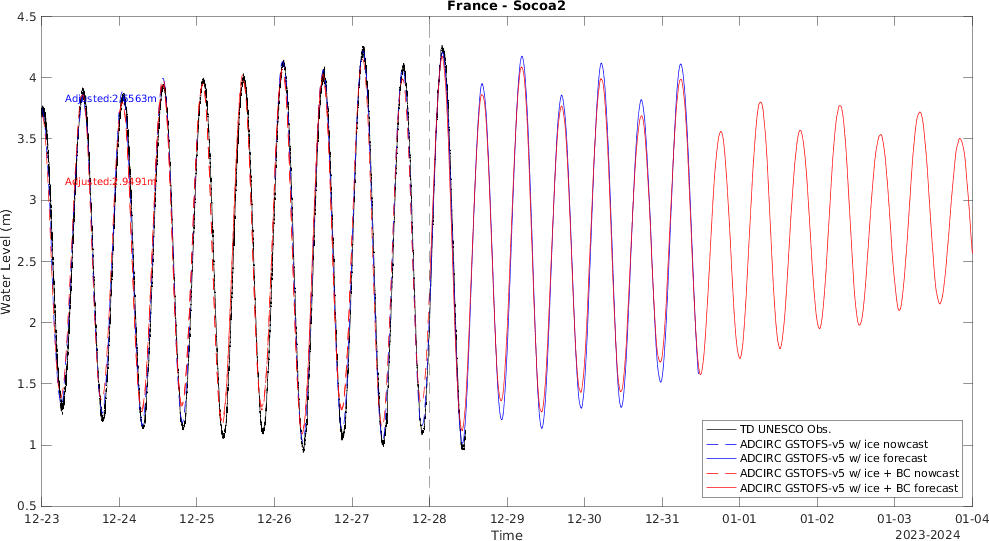 France - Socoa2
4.5
4
3.5
3
2.5
2
1.5
1
0.5
Water Level (m)
Adjusted:2.9491m
12-23
12-24
12-25
12-26
12-27
12-28
12-29
12-30
12-31
01-01
01-02
01-03
01-04
Time
2023-2024
TD UNESCO Obs.
ADCIRC GSTOFS-v5 w/ ice nowcast
ADCIRC GSTOFS-v5 w/ ice forecast
ADCIRC GSTOFS-v5 w/ ice + BC nowcast
ADCIRC GSTOFS-v5 w/ ice + BC forecast